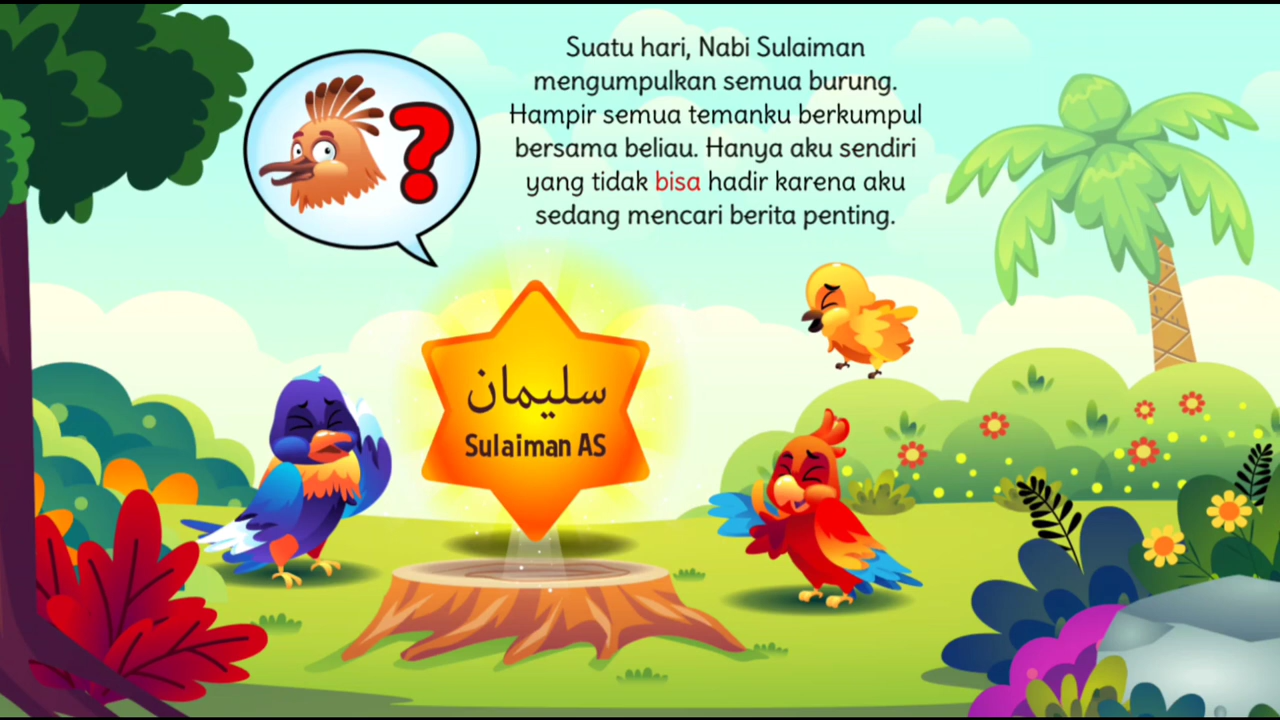 Suatu hari, Nabi Sulaiman
mengumpulkan semua burung.
Hampir semua temanku berkumpul
bersama beliau. Hanya aku sendiri
yang tidak bisa hadir karena aku
sedang mencari berita penting.
?
سليمان
Sulaiman AS